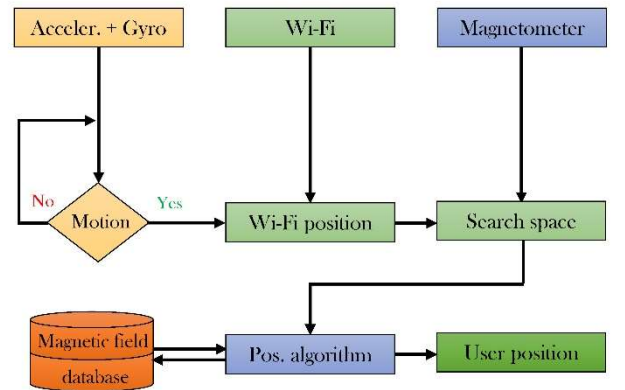 Acceler. + Gyro
Wi-Fi
Magnetometer
No
Motion
Yes
Wi-Fi position
Search space
Magnetic field
database
Pos. algorithm
User position